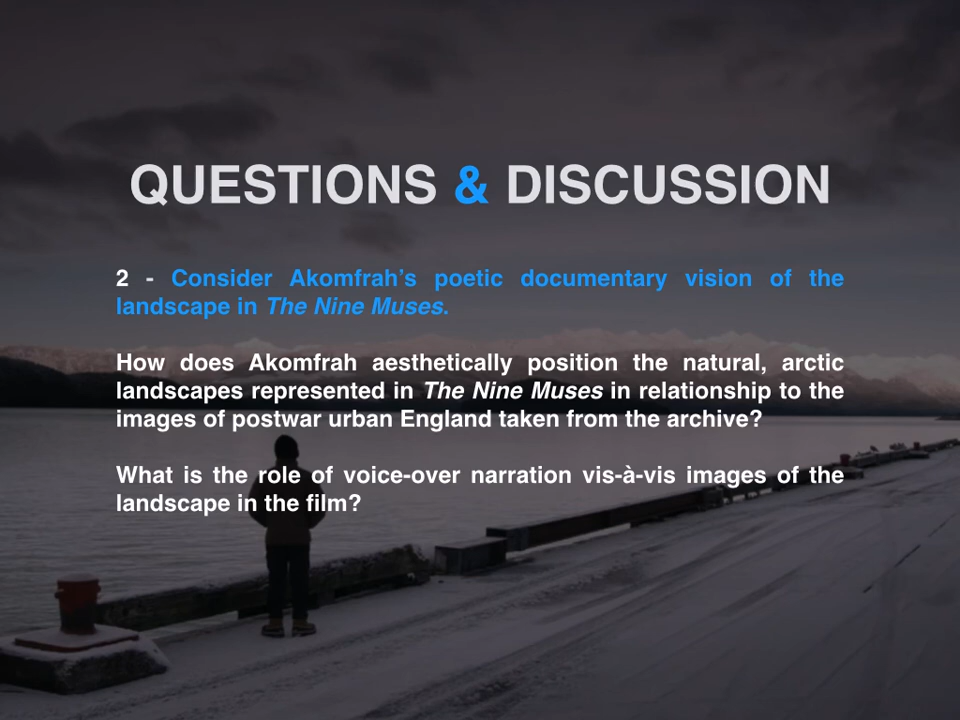 QUESTIONS & DISCUSSION
2 - Consider Akomfrah’s poetic documentary vision of the
landscape in The Nine Muses.
How does Akomfrah aesthetically position the natural, arctic
landscapes represented in The Nine Muses in relationship to the
images of postwar urban England taken from the archive?
What is the role of voice-over narration vis-à-vis images of the
landscape in the film?